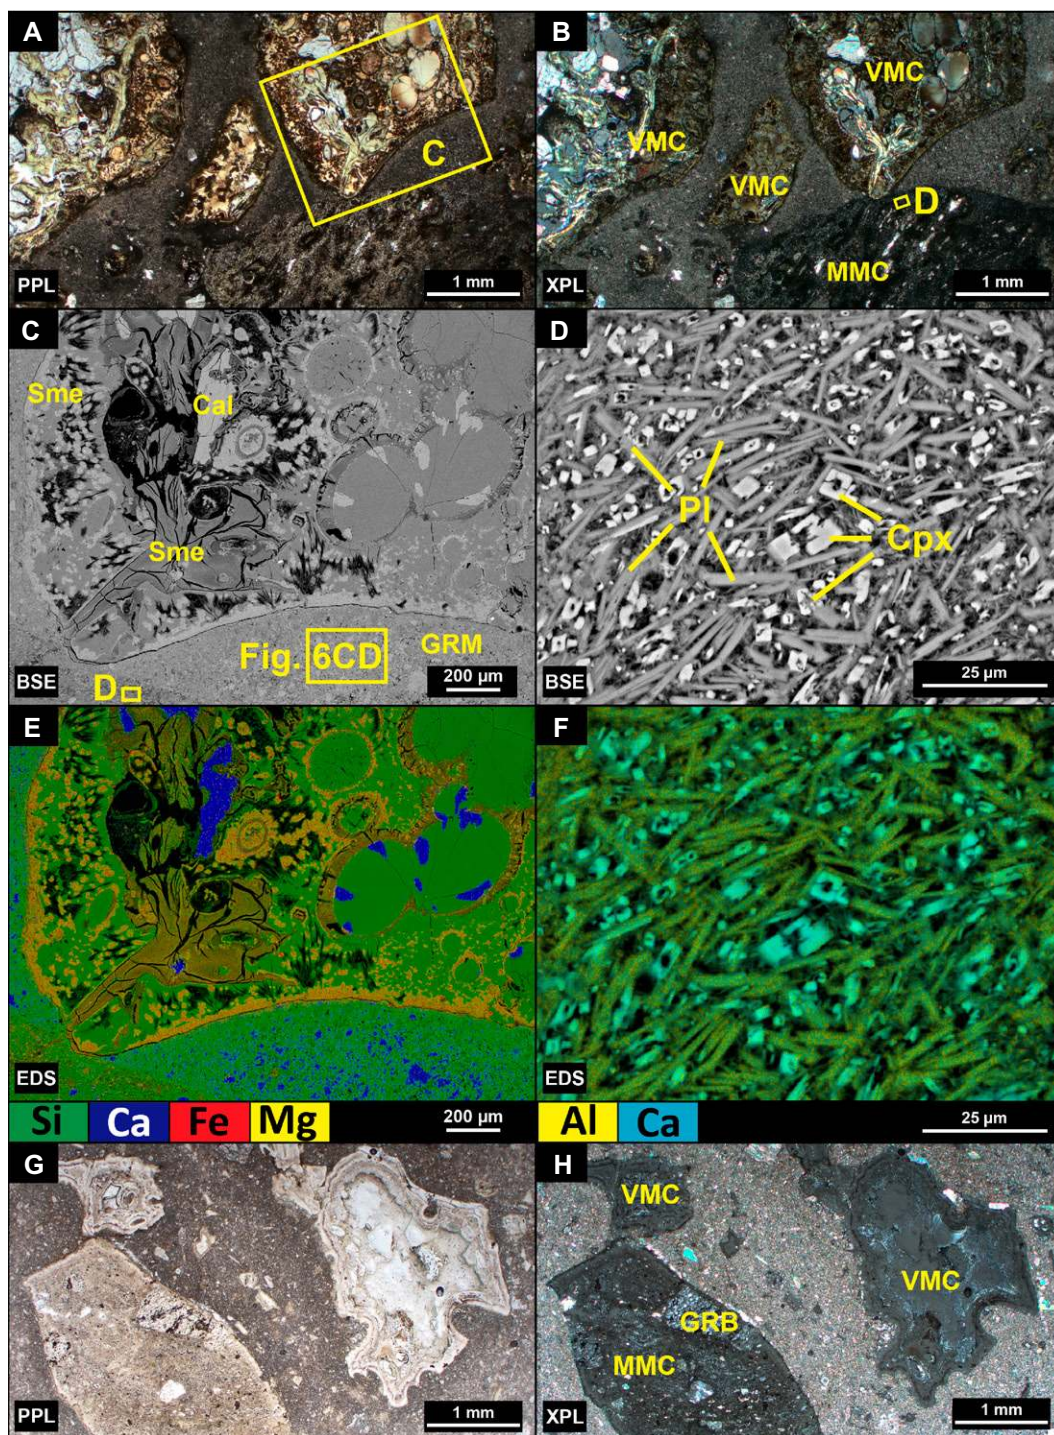 A
C
PPL
1 mm
B
VMC
VMC
VMC
D
MMC
XPL
1 mm
C
Sme
Cal
Sme
Fig. 6CD
GRM
D
BSE
200 µm
D
Pl
Cpx
BSE
25 µm
E
EDS
F
EDS
Si Ca Fe Mg
200 µm
Al Ca
25 µm
G
PPL
1 mm
H
VMC
VMC
GRB
MMC
XPL
1 mm